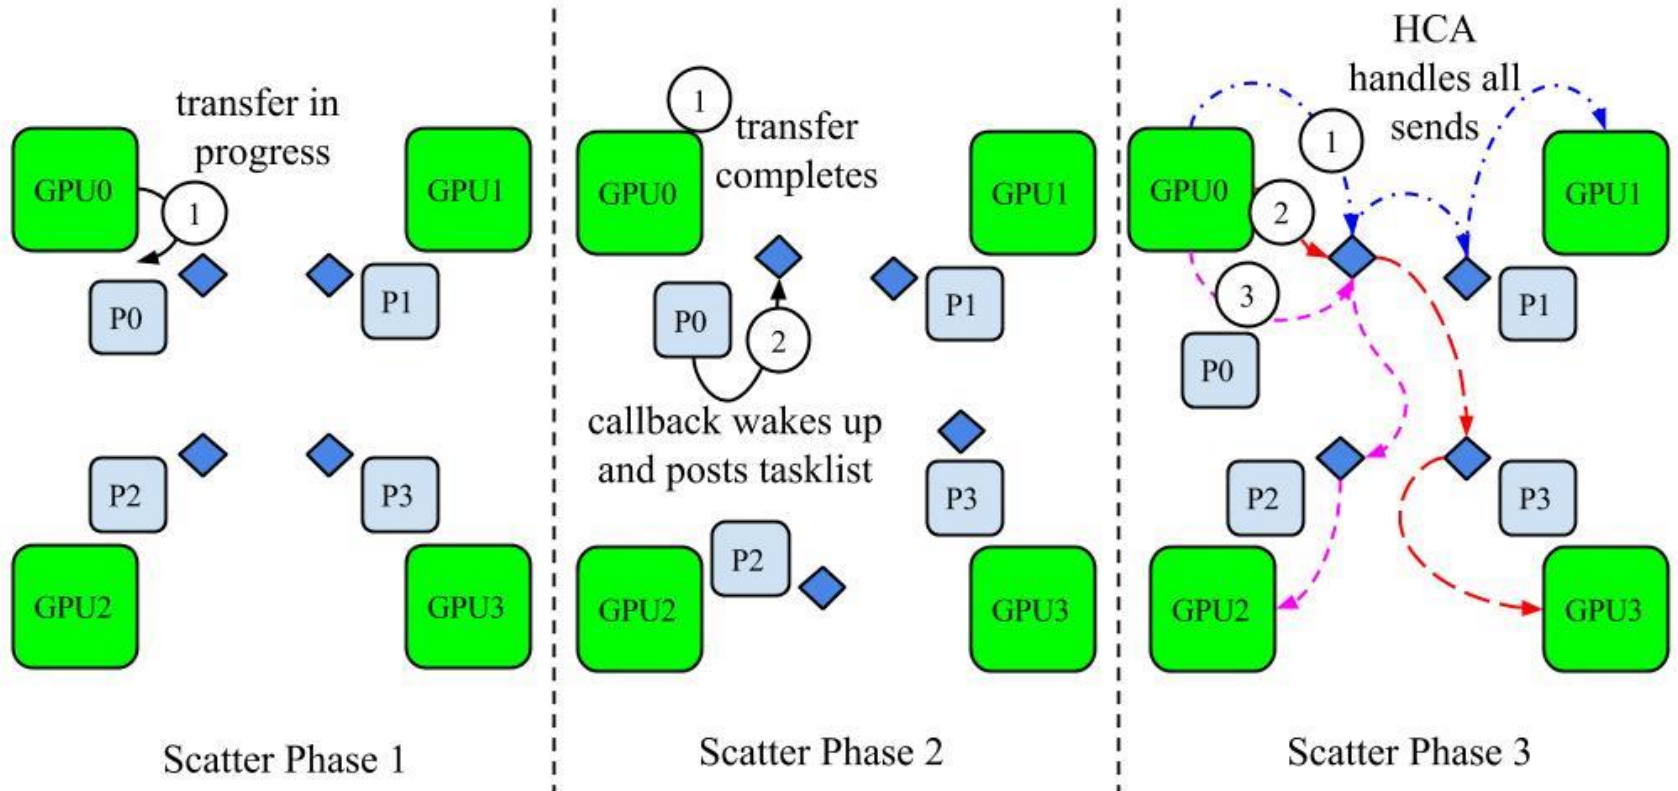 transfer in
progress
GPU0
1
GPU1
P0
P1
P2
P3
GPU2
GPU3
Scatter Phase 1
1
transfer
completes
GPU0
GPU1
P0
2
P1
callback wakes up
and posts tasklist
P3
P2
GPU2
GPU3
Scatter Phase 2
HCA
handles all
sends
1
GPU0
2
GPU1
3
P0
P1
P2
P3
GPU2
GPU3
Scatter Phase 3